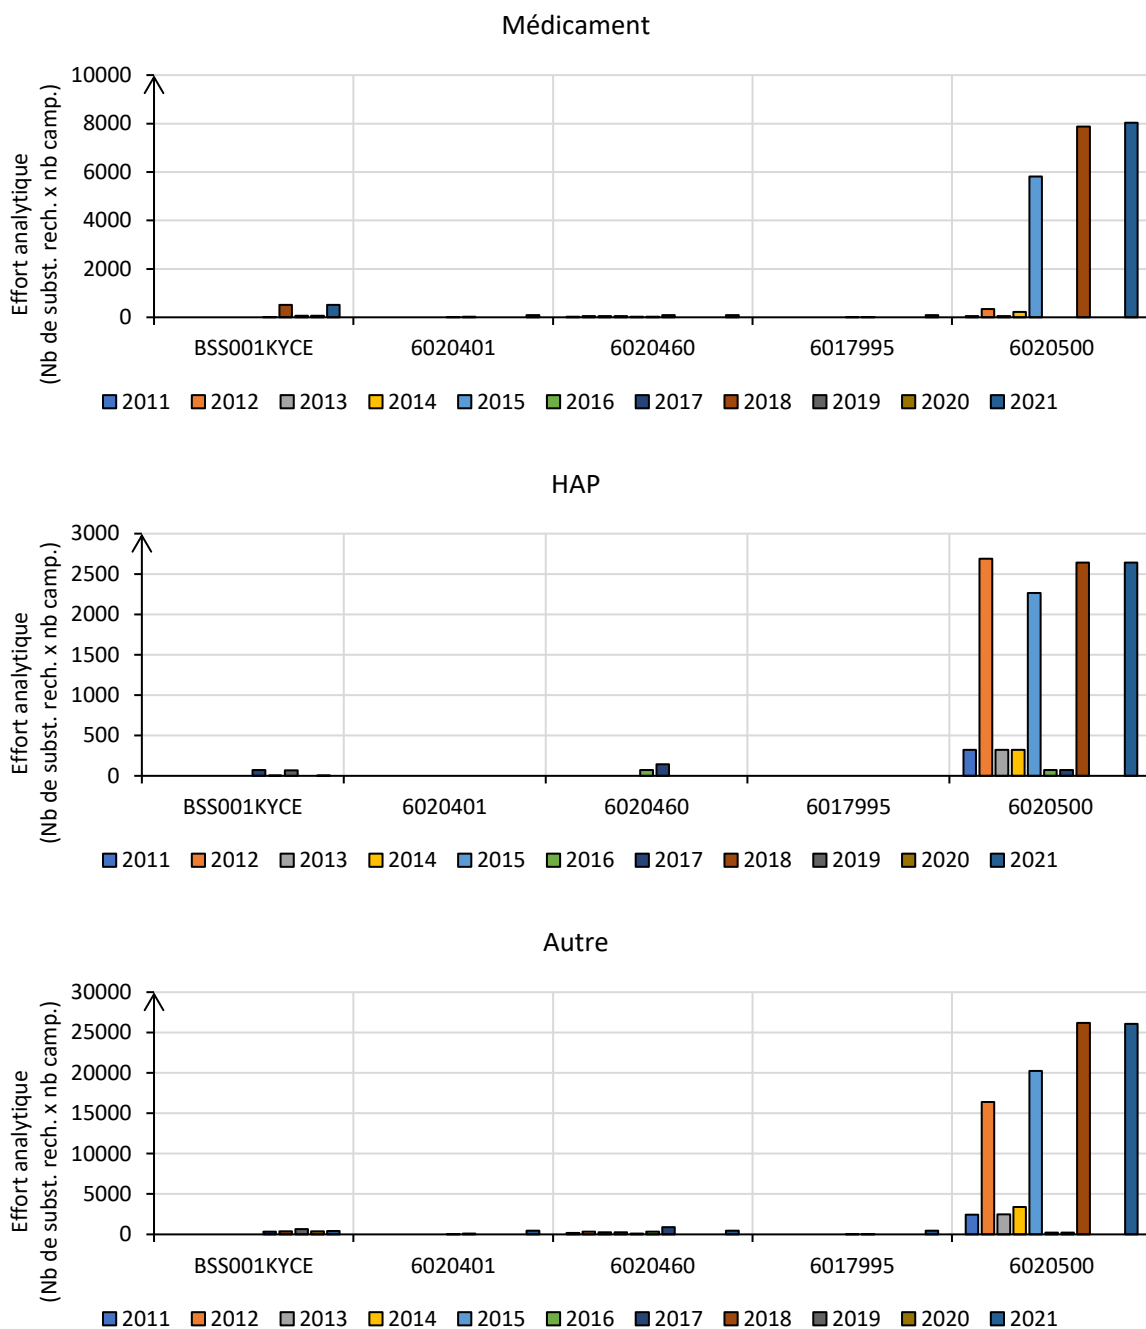 Médicament
Effort analytique
(Nb de subst. rech. x nb camp.)
10000
8000
6000
4000
2000
0
BSS001KYCE 6020401 6020460 6017995 6020500
2011 2012 2013 2014 2015 2016 2017 2018 2019 2020 2021
HAP
Effort analytique
(Nb de subst. rech. x nb camp.)
3000
2500
2000
1500
1000
500
0
BSS001KYCE 6020401 6020460 6017995 6020500
2011 2012 2013 2014 2015 2016 2017 2018 2019 2020 2021
Autre
Effort analytique
(Nb de subst. rech. x nb camp.)
30000
25000
20000
15000
10000
5000
0
BSS001KYCE 6020401 6020460 6017995 6020500
2011 2012 2013 2014 2015 2016 2017 2018 2019 2020 2021